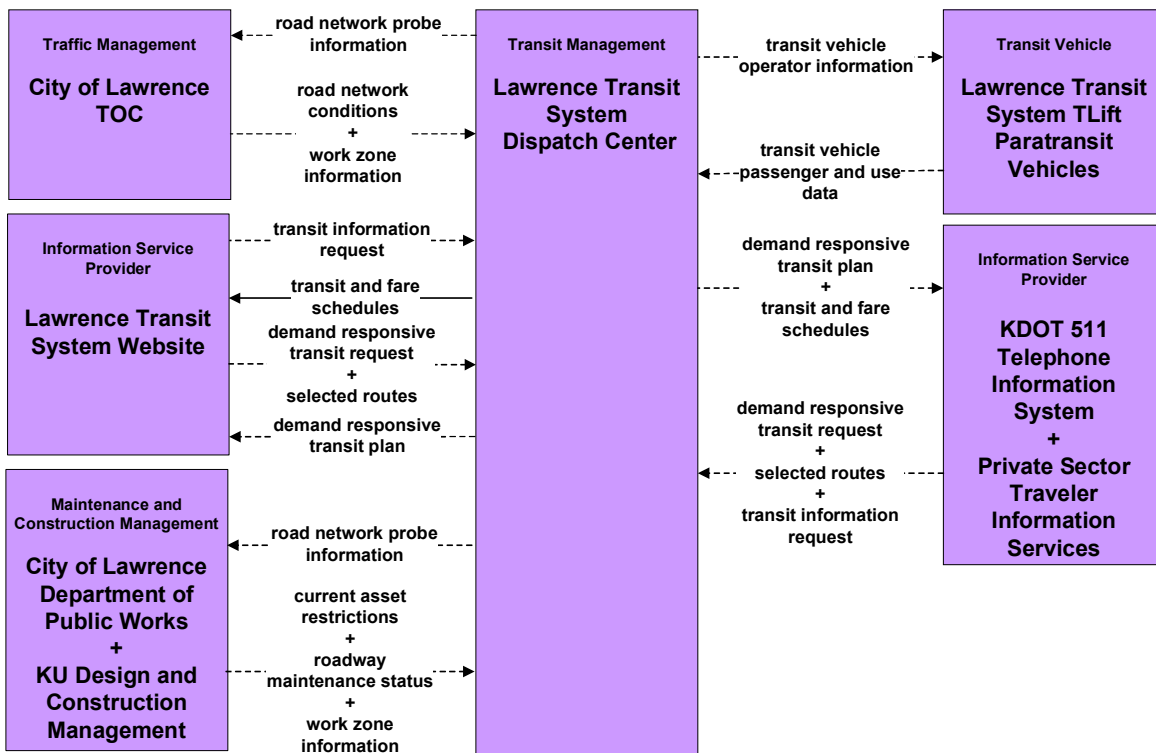 Traffic Management
City of Lawrence
TOC
road network probe
information
road network
conditions
+
work zone
information
Information Service
Provider
Lawrence Transit
System Website
transit information
request
transit and fare
schedules
demand responsive
transit request
+
selected routes
demand responsive
transit plan
Maintenance and
Construction Management
City of Lawrence
Department of
Public Works
+
KU Design and
Construction
Management
road network probe
information
current asset
restrictions
+
roadway
maintenance status
+
work zone
information
Transit Management
Lawrence Transit
System
Dispatch Center
transit vehicle
operator information
transit vehicle
passenger and use
data
demand responsive
transit plan
+
transit and fare
schedules
demand responsive
transit request
+
selected routes
+
transit information
request
Transit Vehicle
Lawrence Transit
System TLift
Paratransit
Vehicles
Information Service
Provider
KDOT 511
Telephone
Information
System
+
Private Sector
Traveler
Information
Services